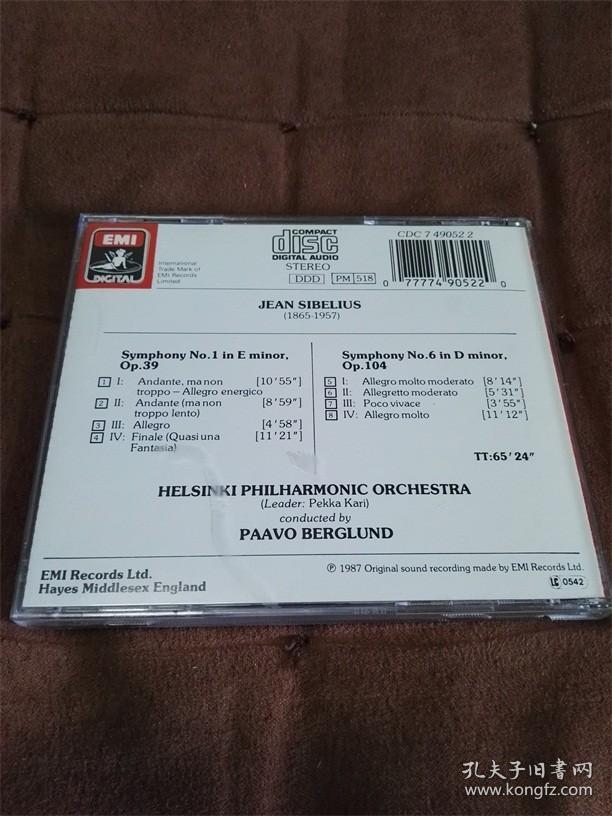 EMI
DIGITAL
International
Trade Mark of
EMI Records
Limited
COMPACT
disc
DIGITAL AUDIO
STEREO
DDD PM 518
CDC 7 49052 2
0 77774 90522 0
JEAN SIBELIUS
(1865-1957)
Symphony No.1 in E minor,
Op.39
1 I: Andante, ma non [10′55″]
troppo – Allegro energico
2 II: Andante (ma non [8′59″]
troppo lento)
3 III: Allegro [4′58″]
4 IV: Finale (Quasi una [11′21″]
Fantasia)
Symphony No.6 in D minor,
Op.104
5 I: Allegro molto moderato [8′14″]
6 II: Allegretto moderato [5′31″]
7 III: Poco vivace [3′55″]
8 IV: Allegro molto [11′12″]
TT:65′24″
HELSINKI PHILHARMONIC ORCHESTRA
(Leader: Pekka Kari)
conducted by
PAAVO BERGLUND
EMI Records Ltd.
Hayes Middlesex England
℗ 1987 Original sound recording made by EMI Records Ltd.
LC 0542
孔夫子旧书网
www.kongfz.com